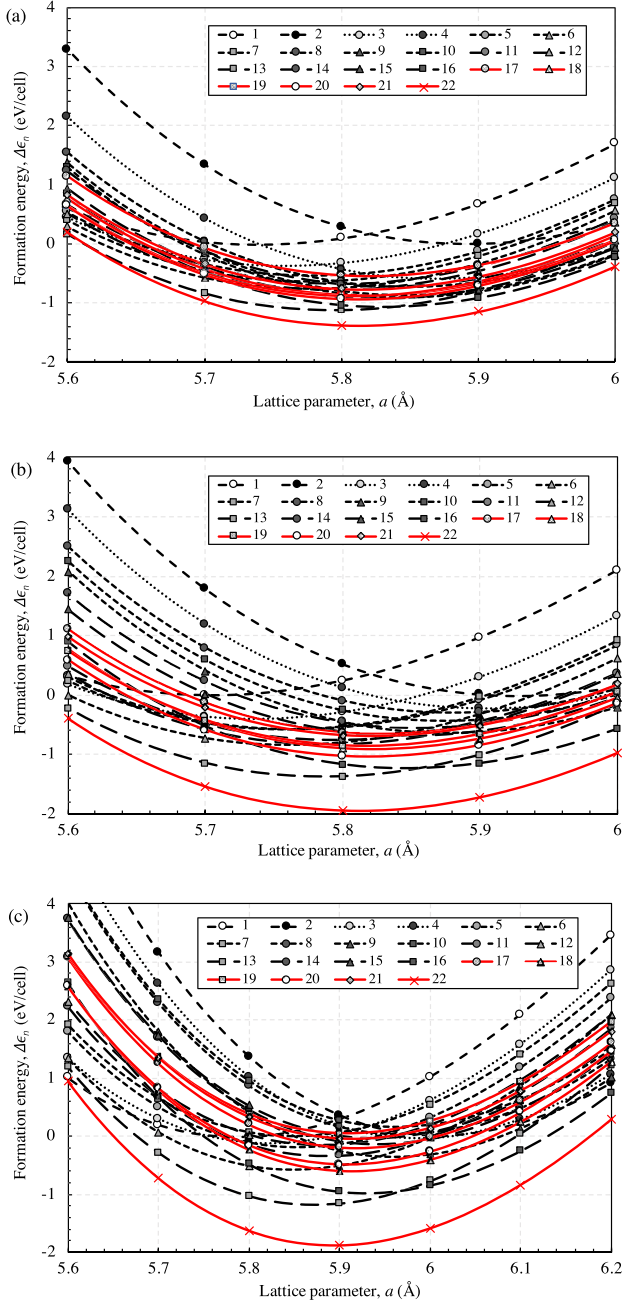 (a)
4
3
2
1
0
-1
-2
Formation energy, Δεn (eV/cell)
1 2 3 4 5 6
7 8 9 10 11 12
13 14 15 16 17 18
19 20 21 22
5.6 5.7 5.8 5.9 6
Lattice parameter, a (Å)
(b)
4
3
2
1
0
-1
-2
Formation energy, Δεn (eV/cell)
1 2 3 4 5 6
7 8 9 10 11 12
13 14 15 16 17 18
19 20 21 22
5.6 5.7 5.8 5.9 6
Lattice parameter, a (Å)
(c)
4
3
2
1
0
-1
-2
Formation energy, Δεn (eV/cell)
1 2 3 4 5 6
7 8 9 10 11 12
13 14 15 16 17 18
19 20 21 22
5.6 5.7 5.8 5.9 6 6.1 6.2
Lattice parameter, a (Å)